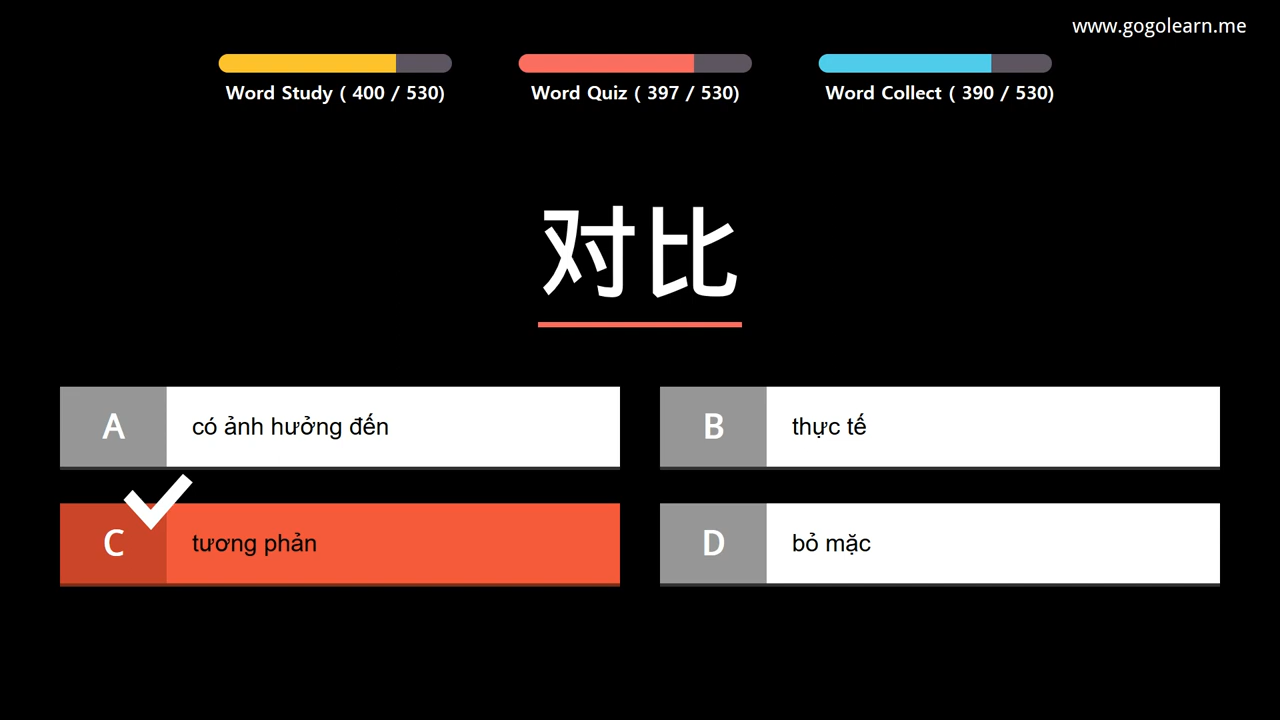 www.gogolearn.me
Word Study ( 400 / 530)
Word Quiz ( 397 / 530)
Word Collect ( 390 / 530)
对比
A
có ảnh hưởng đến
B
thực tế
C
tương phản
D
bỏ mặc